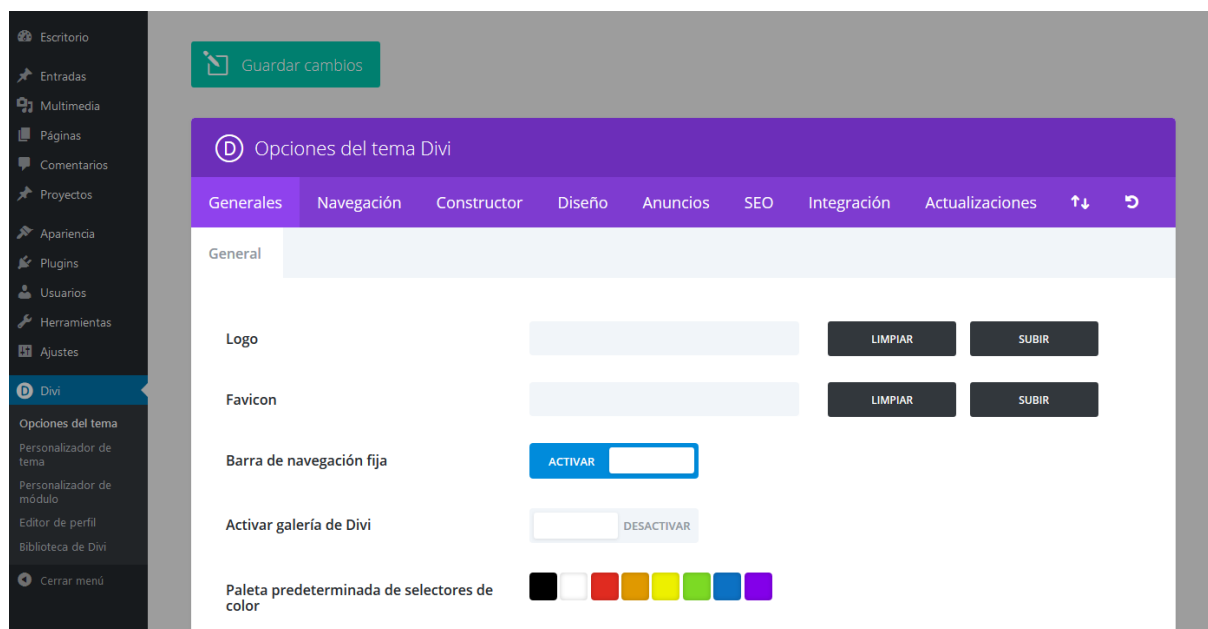 Escritorio
Entradas
Multimedia
Páginas
Comentarios
Proyectos
Apariencia
Plugins
Usuarios
Herramientas
Ajustes
D Divi
Opciones del tema
Personalizador de
tema
Personalizador de
módulo
Editor de perfil
Biblioteca de Divi
Cerrar menú
Guardar cambios
D Opciones del tema Divi
Generales Navegación Constructor Diseño Anuncios SEO Integración Actualizaciones
General
Logo LIMPIAR SUBIR
Favicon LIMPIAR SUBIR
Barra de navegación fija ACTIVAR
Activar galería de Divi DESACTIVAR
Paleta predeterminada de selectores de
color